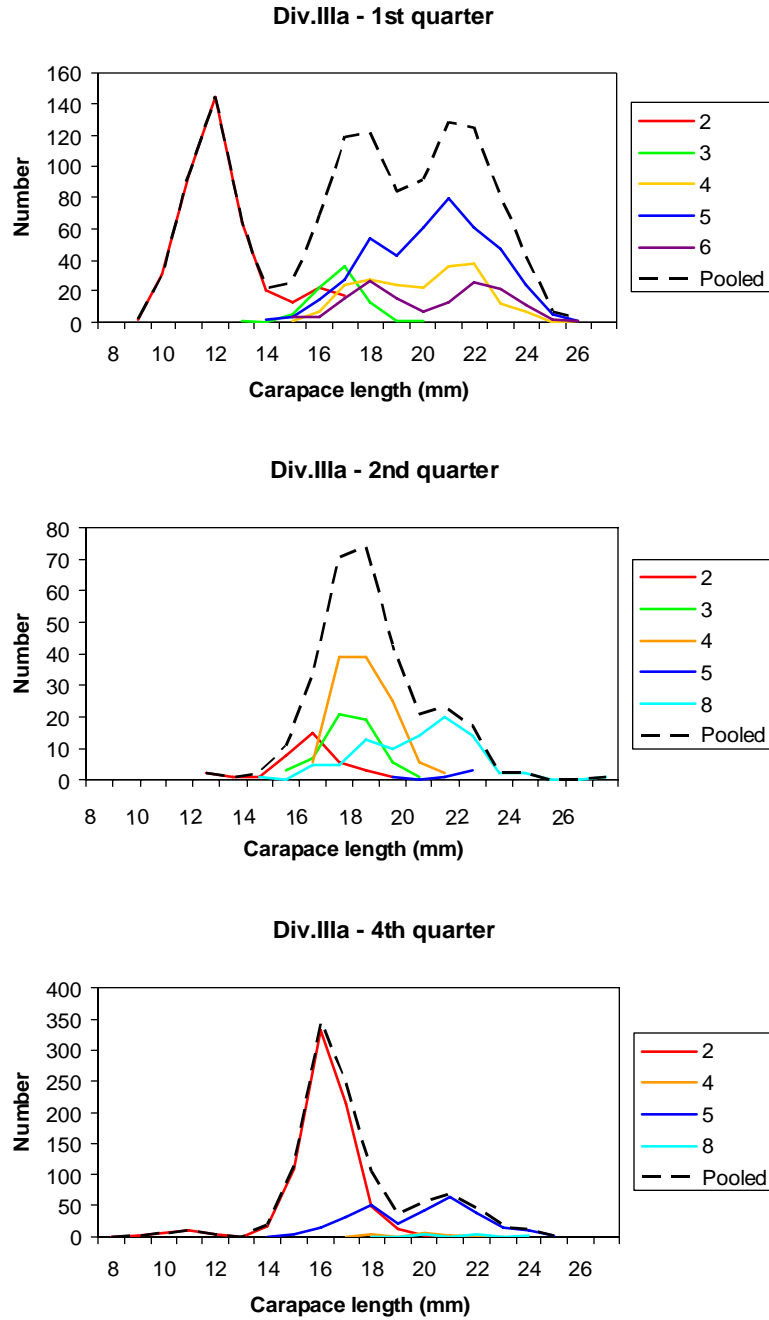 Div.IIIa - 1st quarter
160
140
120
100
80
60
40
20
0
Number
8 10 12 14 16 18 20 22 24 26
Carapace length (mm)
2
3
4
5
6
Pooled
Div.IIIa - 2nd quarter
80
70
60
50
40
30
20
10
0
Number
8 10 12 14 16 18 20 22 24 26
Carapace length (mm)
2
3
4
5
8
Pooled
Div.IIIa - 4th quarter
400
350
300
250
200
150
100
50
0
Number
8 10 12 14 16 18 20 22 24 26
Carapace length (mm)
2
4
5
8
Pooled